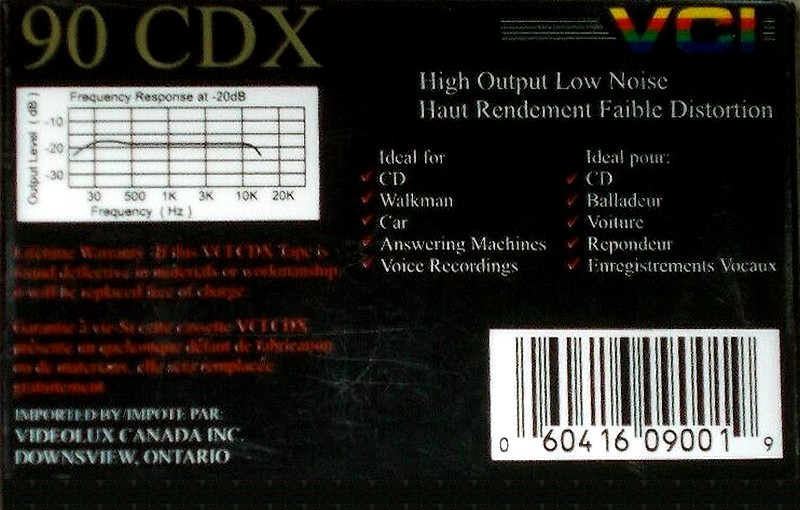 90 CDX
VCI
High Output Low Noise
Haut Rendement Faible Distortion
Frequency Response at -20dB
Output Level (dB)
-10
-20
-30
30 500 1K 3K 10K 20K
Frequency (Hz)
Ideal for
CD
Walkman
Car
Answering Machines
Voice Recordings
Ideal pour:
CD
Balladeur
Voiture
Repondeur
Enregistrements Vocaux
Lifetime Warranty -If this VCI CDX Tape is
found deffective in materials or workmanship
it will be replaced free of charge
Garantie à vie-Si cette cassette VCI CDX
présente un quelconque défaut de fabrication
ou de materiaux, elle sera remplacée
gratuitement
IMPORTED BY/IMPOTE PAR:
VIDEOLUX CANADA INC.
DOWNSVIEW, ONTARIO
0 60416 09001 9